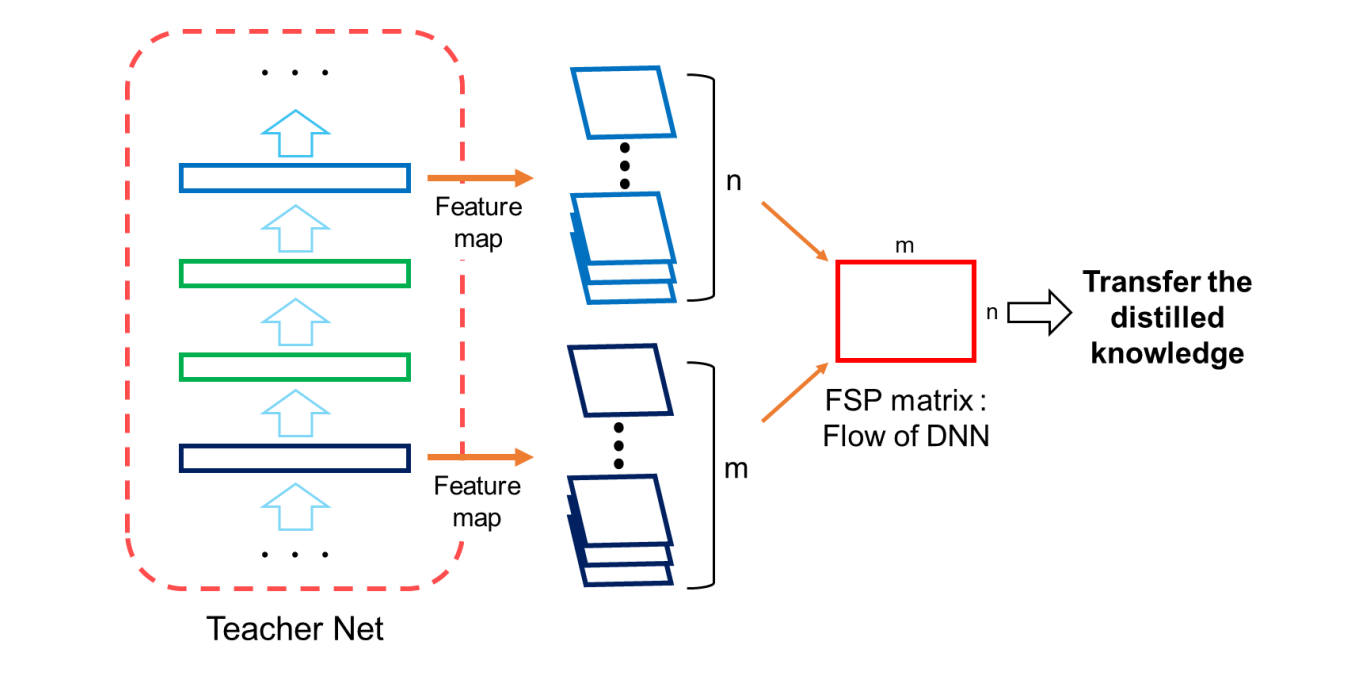 . . .
Feature
map
n
m
n
Transfer the
distilled
knowledge
FSP matrix :
Flow of DNN
m
Feature
map
. . .
Teacher Net